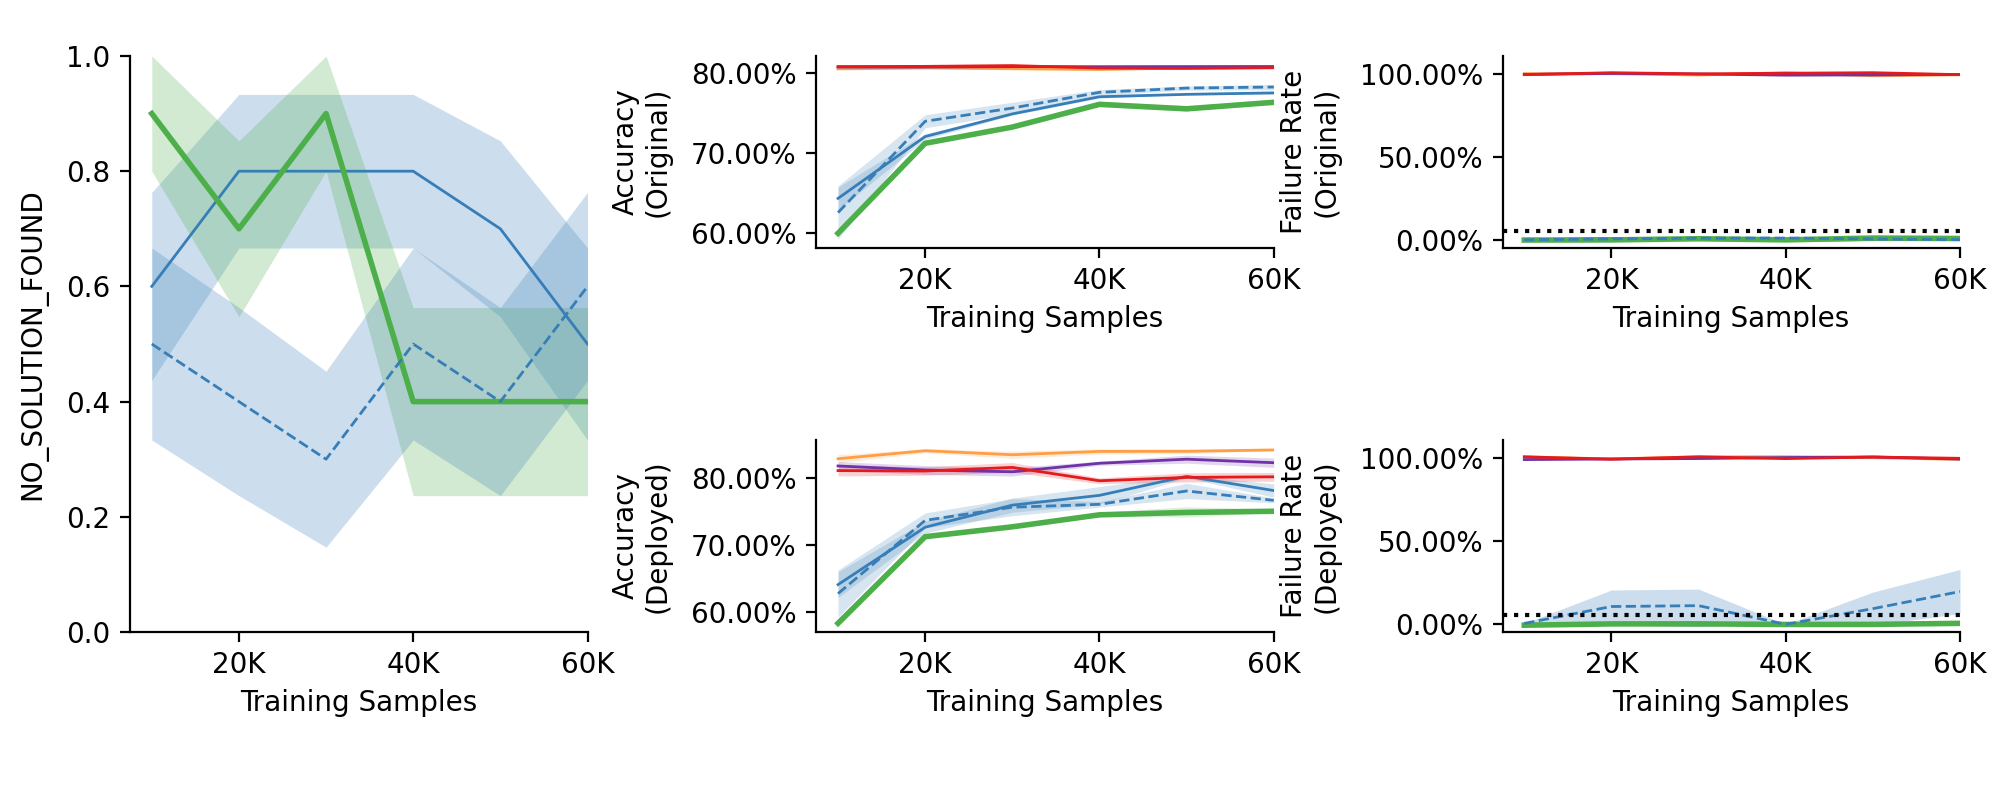 NO_SOLUTION_FOUND
1.0
0.8
0.6
0.4
0.2
0.0
20K
40K
60K
Training Samples
Accuracy
(Original)
80.00%
70.00%
60.00%
20K
40K
60K
Training Samples
Failure Rate
(Original)
100.00%
50.00%
0.00%
20K
40K
60K
Training Samples
Accuracy
(Deployed)
80.00%
70.00%
60.00%
20K
40K
60K
Training Samples
Failure Rate
(Deployed)
100.00%
50.00%
0.00%
20K
40K
60K
Training Samples